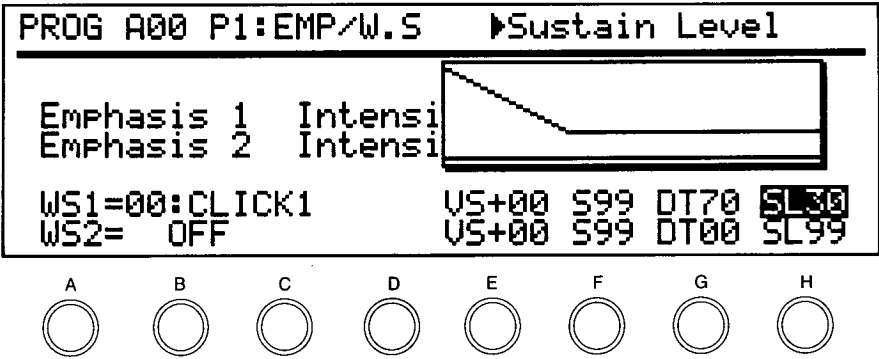 PROG A00 P1:EMP/W.S ▶Sustain Level
Emphasis 1 Intensi
Emphasis 2 Intensi
WS1=00:CLICK1 VS+00 S99 DT70 SL30
WS2= OFF VS+00 S99 DT00 SL99
A B C D E F G H